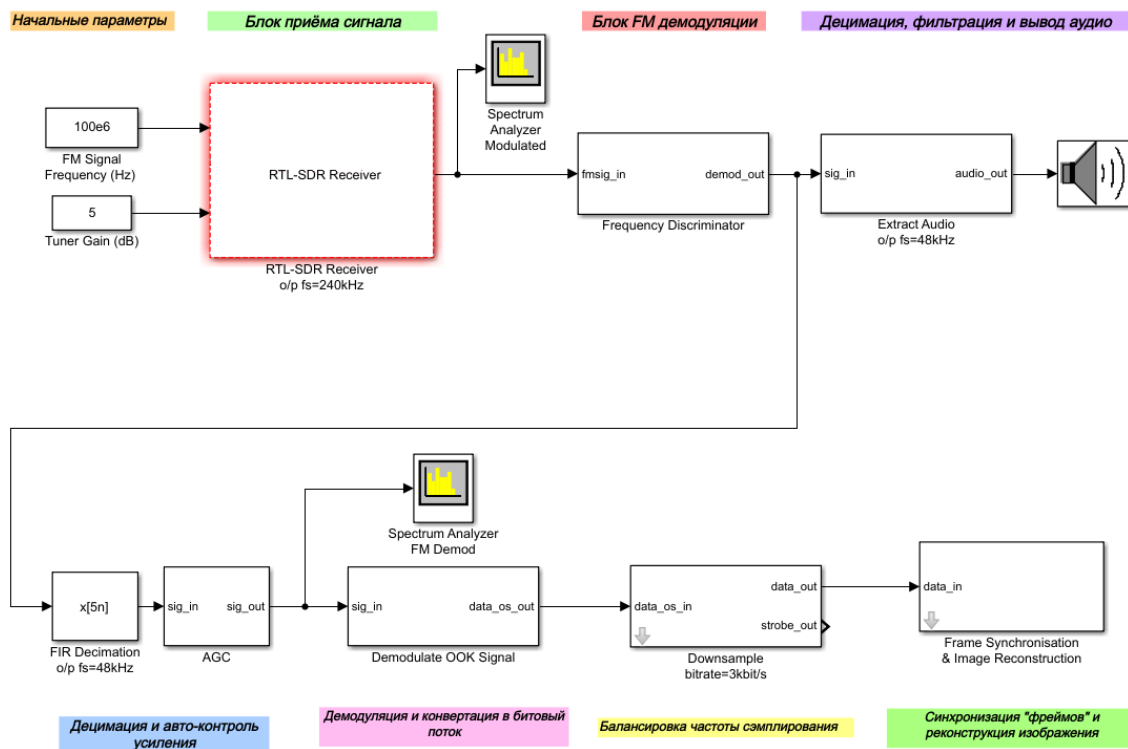 Начальные параметры
Блок приёма сигнала
Блок FM демодуляции
Децимация, фильтрация и вывод аудио
100e6
FM Signal
Frequency (Hz)
5
Tuner Gain (dB)
RTL-SDR Receiver
RTL-SDR Receiver
o/p fs=240kHz
Spectrum
Analyzer
Modulated
fmsig_in
demod_out
Frequency Discriminator
sig_in
audio_out
Extract Audio
o/p fs=48kHz
Spectrum Analyzer
FM Demod
x[5n]
FIR Decimation
o/p fs=48kHz
sig_in
sig_out
AGC
sig_in
data_os_out
Demodulate OOK Signal
data_os_in
data_out
strobe_out
Downsample
bitrate=3kbit/s
data_in
Frame Synchronisation
& Image Reconstruction
Децимация и авто-контроль
усиления
Демодуляция и конвертация в битовый
поток
Балансировка частоты сэмплирования
Синхронизация "фреймов" и
реконструкция изображения